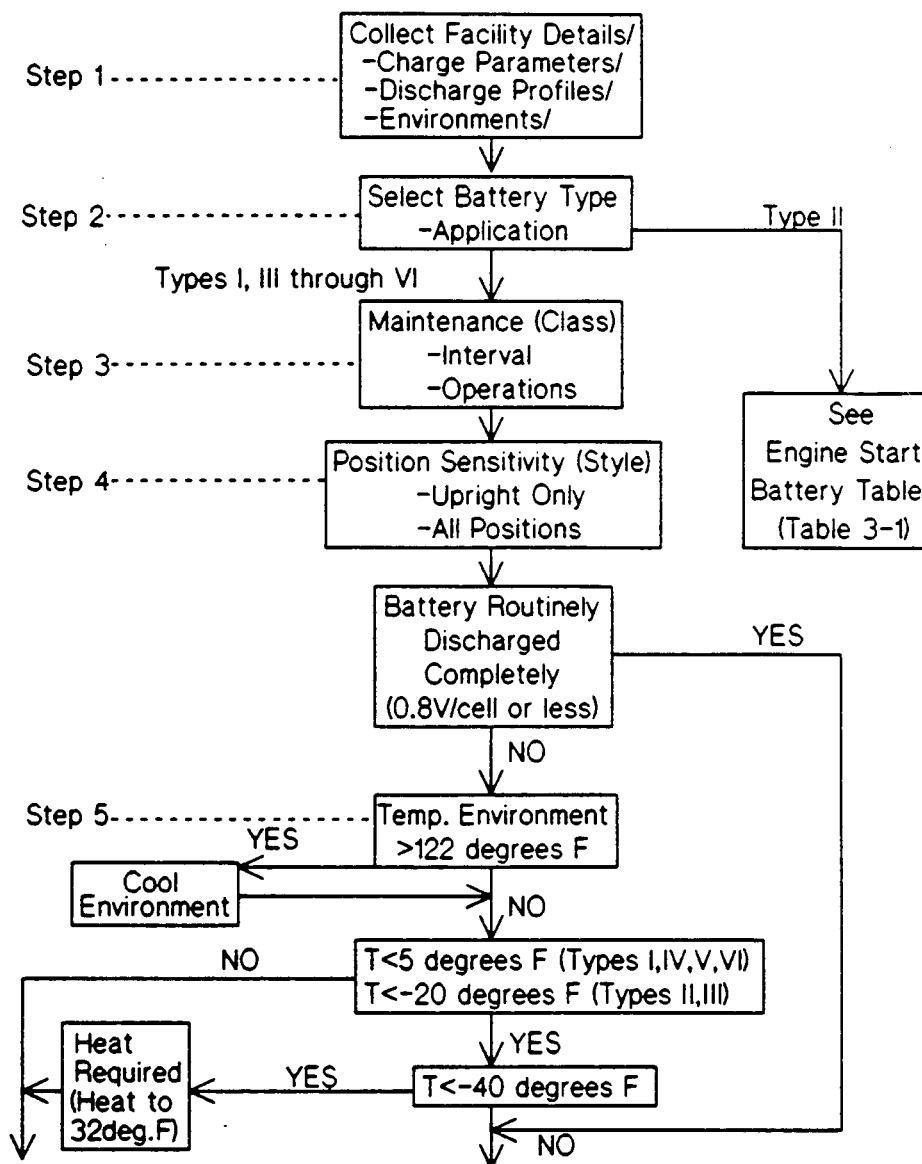 Collect Facility Details/
-Charge Parameters/
-Discharge Profiles/
-Environments/
Step 1
Select Battery Type
-Application
Step 2
Type II
Types I, III through VI
Maintenance (Class)
-Interval
-Operations
Step 3
See
Engine Start
Battery Table
(Table 3-1)
Position Sensitivity (Style)
-Upright Only
-All Positions
Step 4
Battery Routinely
Discharged
Completely
(0.8V/cell or less)
YES
NO
Step 5
Temp. Environment
>122 degrees F
YES
Cool
Environment
NO
T<5 degrees F (Types I,IV,V,VI)
T<-20 degrees F (Types II,III)
NO
YES
Heat
Required
(Heat to
32deg.F)
YES
T<-40 degrees F
NO